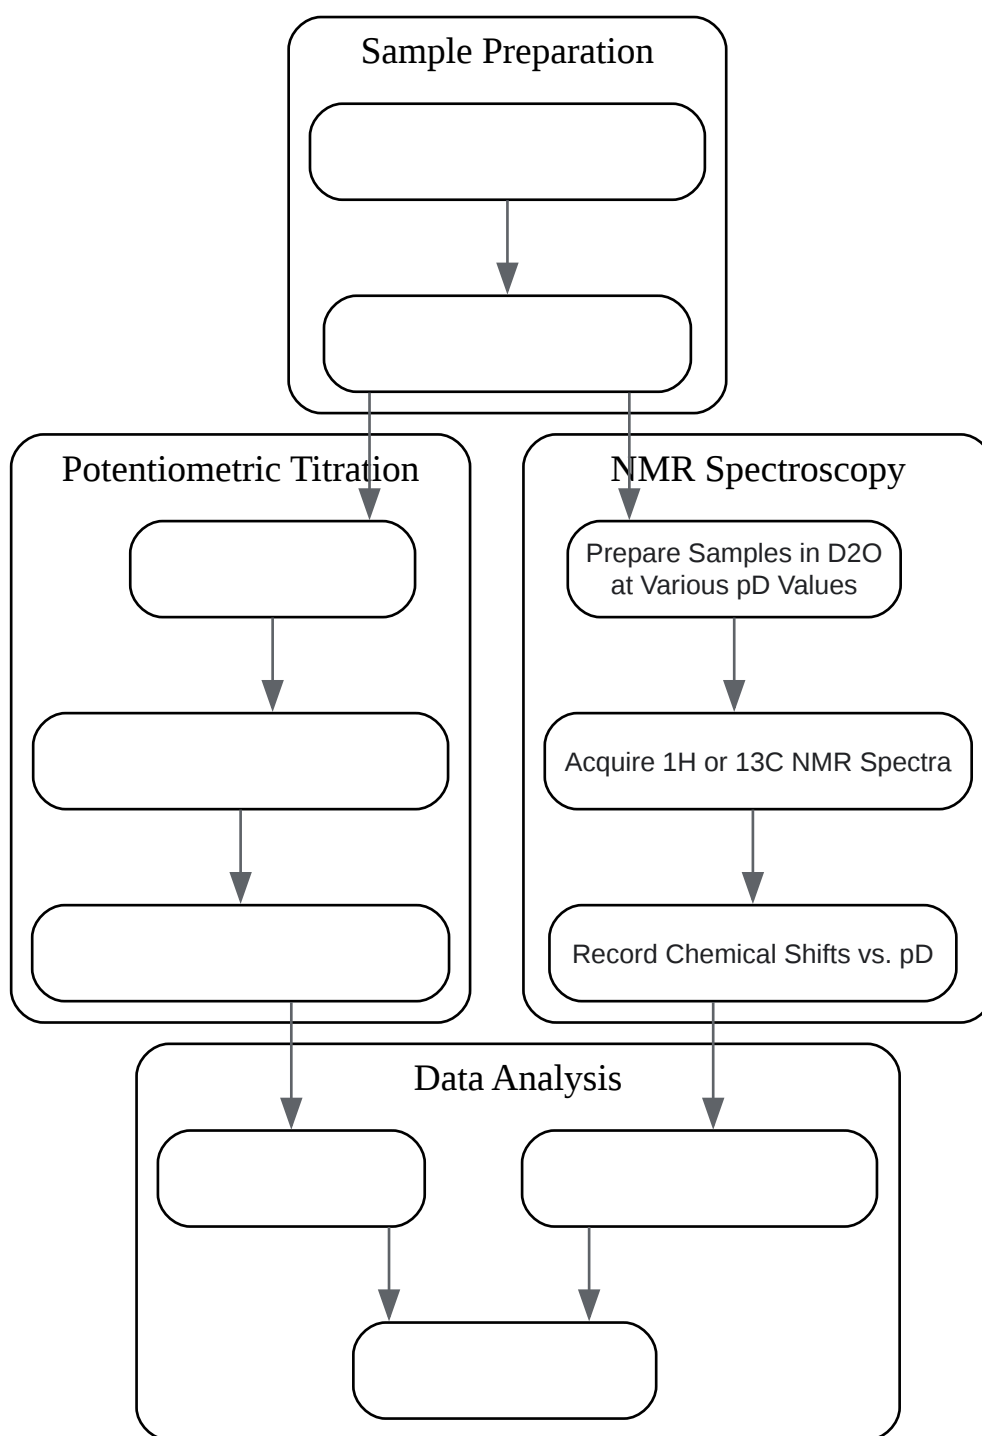 Sample Preparation
Potentiometric Titration
NMR Spectroscopy
Prepare Samples in D2O
at Various pD Values
Acquire 1H or 13C NMR Spectra
Record Chemical Shifts vs. pD
Data Analysis